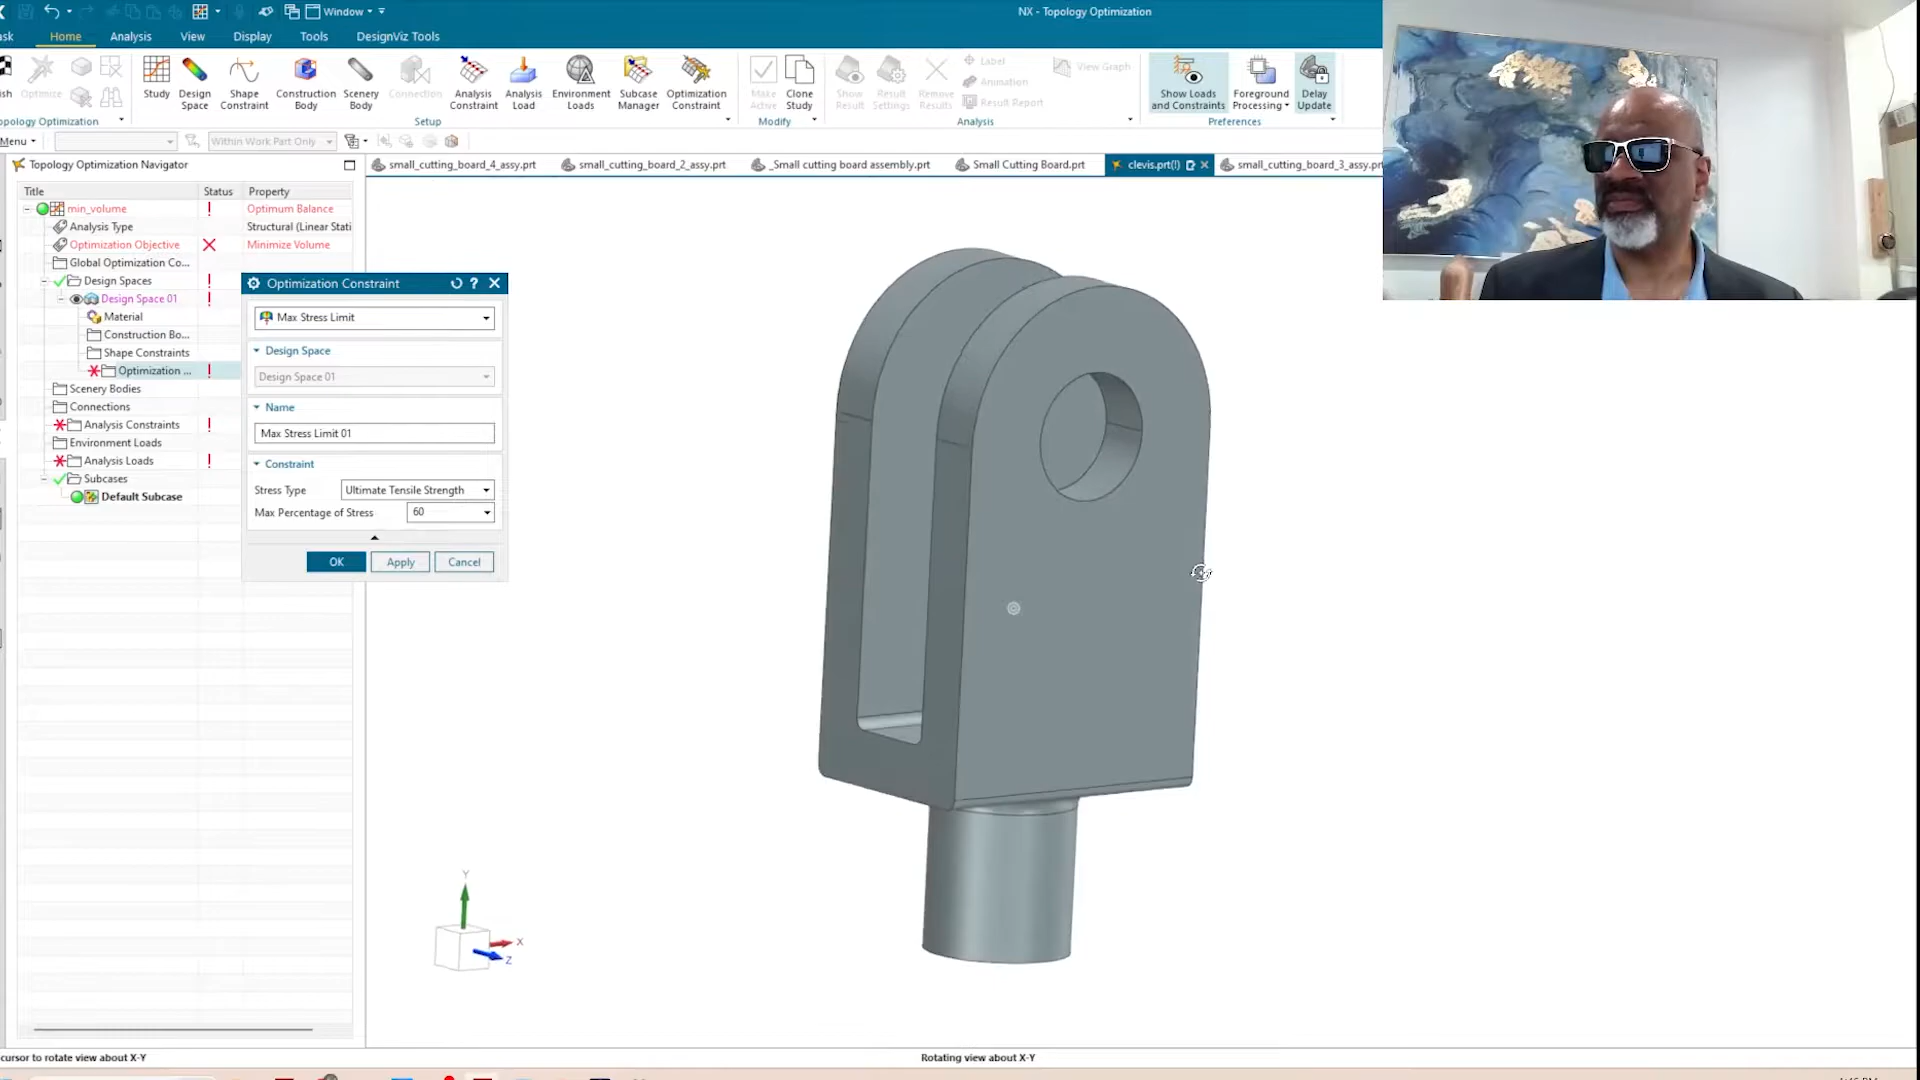 Window
NX - Topology Optimization
Home
Analysis
View
Display
Tools
DesignViz Tools
Optimize
Study
Design Space
Shape Constraint
Construction Body
Scenery Body
Connection
Analysis Constraint
Analysis Load
Environment Loads
Subcase Manager
Optimization Constraint
Make Active
Clone Study
Show Result
Result Settings
Remove Results
Label
Animation
Result Report
View Graph
Show Loads and Constraints
Foreground Processing
Delay Update
Setup
Modify
Analysis
Preferences
Menu
Within Work Part Only
Topology Optimization Navigator
small_cutting_board_4_assy.prt
small_cutting_board_2_assy.prt
_Small cutting board assembly.prt
Small Cutting Board.prt
clevis.prt(!)
small_cutting_board_3_assy.prt
Title Status Property
min_volume ! Optimum Balance
Analysis Type Structural (Linear Stati
Optimization Objective Minimize Volume
Global Optimization Co...
Design Spaces !
Design Space 01 !
Material
Construction Bo...
Shape Constraints
Optimization ... !
Scenery Bodies
Connections
Analysis Constraints !
Environment Loads
Analysis Loads !
Subcases
Default Subcase
Optimization Constraint ?
Max Stress Limit
Design Space
Design Space 01
Name
Max Stress Limit 01
Constraint
Stress Type Ultimate Tensile Strength
Max Percentage of Stress 60
OK Apply Cancel
Y
X
Z
cursor to rotate view about X-Y
Rotating view about X-Y